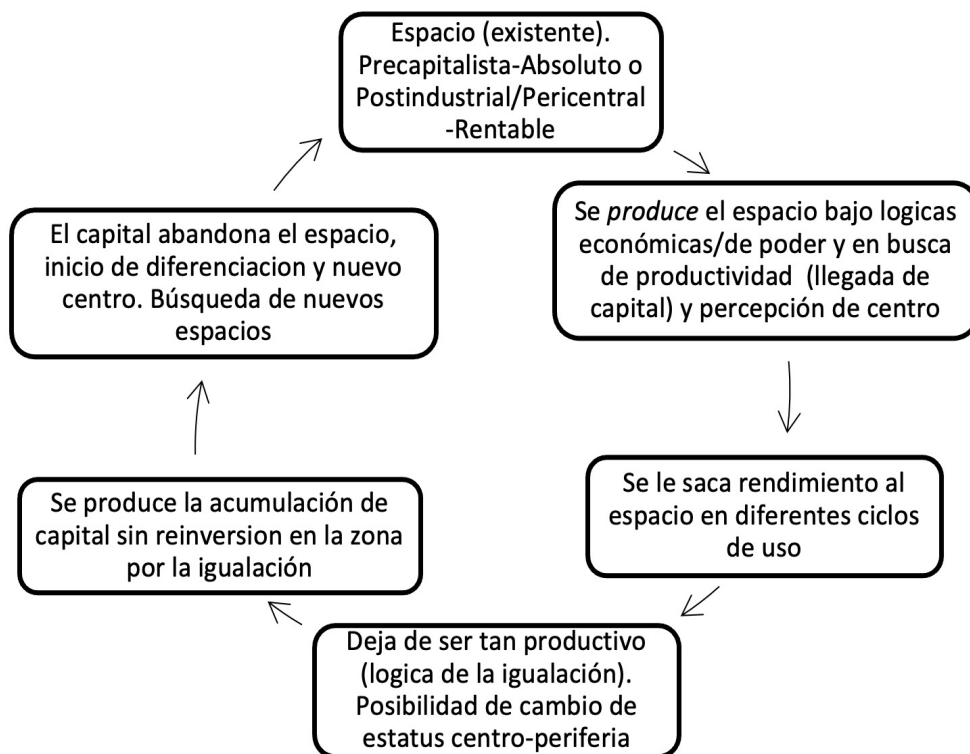 Espacio (existente).
Precapitalista-Absoluto o
Postindustrial/Pericentral
-Rentable
Se produce el espacio bajo logicas
económicas/de poder y en busca
de productividad (llegada de
capital) y percepción de centro
Se le saca rendimiento al
espacio en diferentes ciclos
de uso
Deja de ser tan productivo
(logica de la igualación).
Posibilidad de cambio de
estatus centro-periferia
Se produce la acumulación de
capital sin reinversion en la zona
por la igualación
El capital abandona el espacio,
inicio de diferenciacion y nuevo
centro. Búsqueda de nuevos
espacios